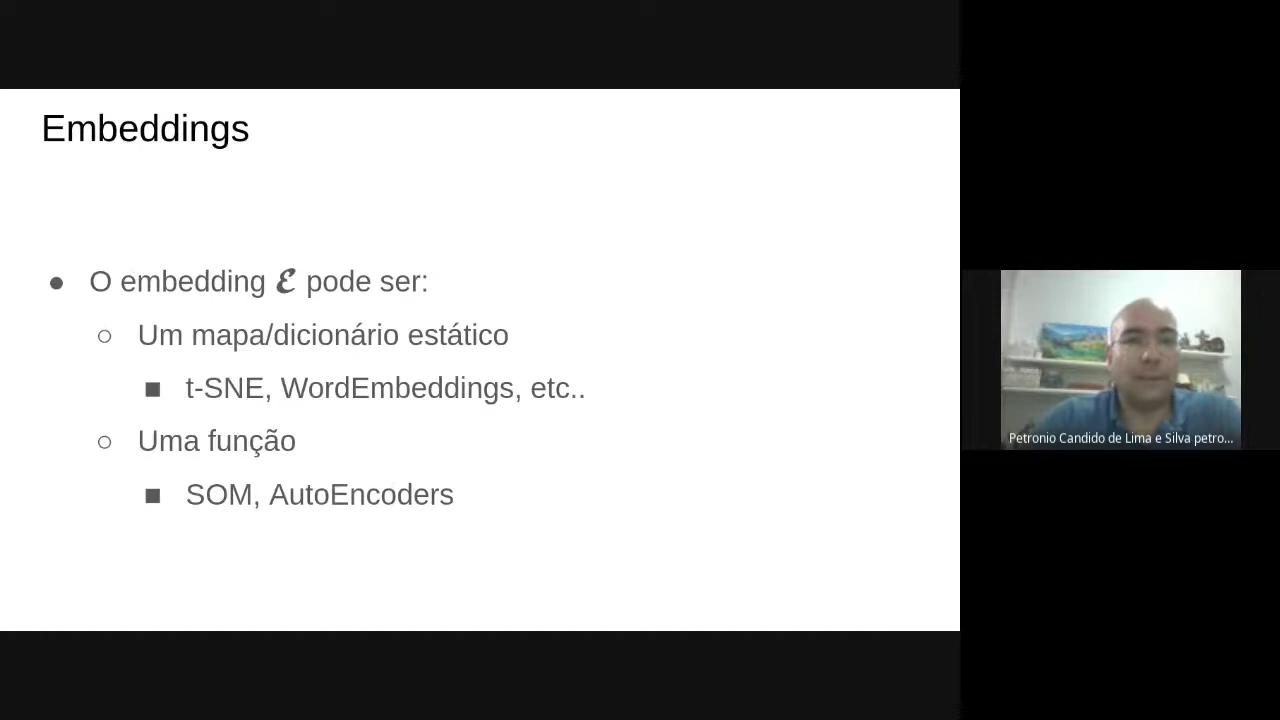 Embeddings
● O embedding ℰ pode ser:
○ Um mapa/dicionário estático
■ t-SNE, WordEmbeddings, etc..
○ Uma função
■ SOM, AutoEncoders
Petronio Candido de Lima e Silva petro...